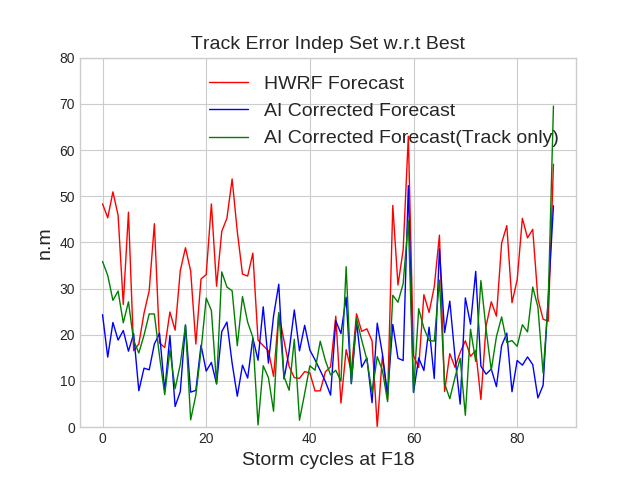 Track Error Indep Set w.r.t Best
HWRF Forecast
AI Corrected Forecast
AI Corrected Forecast(Track only)
80
70
60
50
40
30
20
10
0
n.m
0 20 40 60 80
Storm cycles at F18